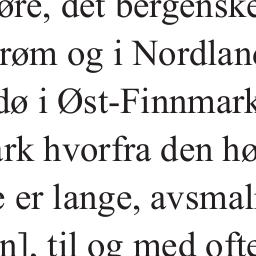 øre, det bergenske
røm og i Nordland
dø i Øst-Finnmark
ark hvorfra den hø
e er lange, avsmal
n], til og med ofte